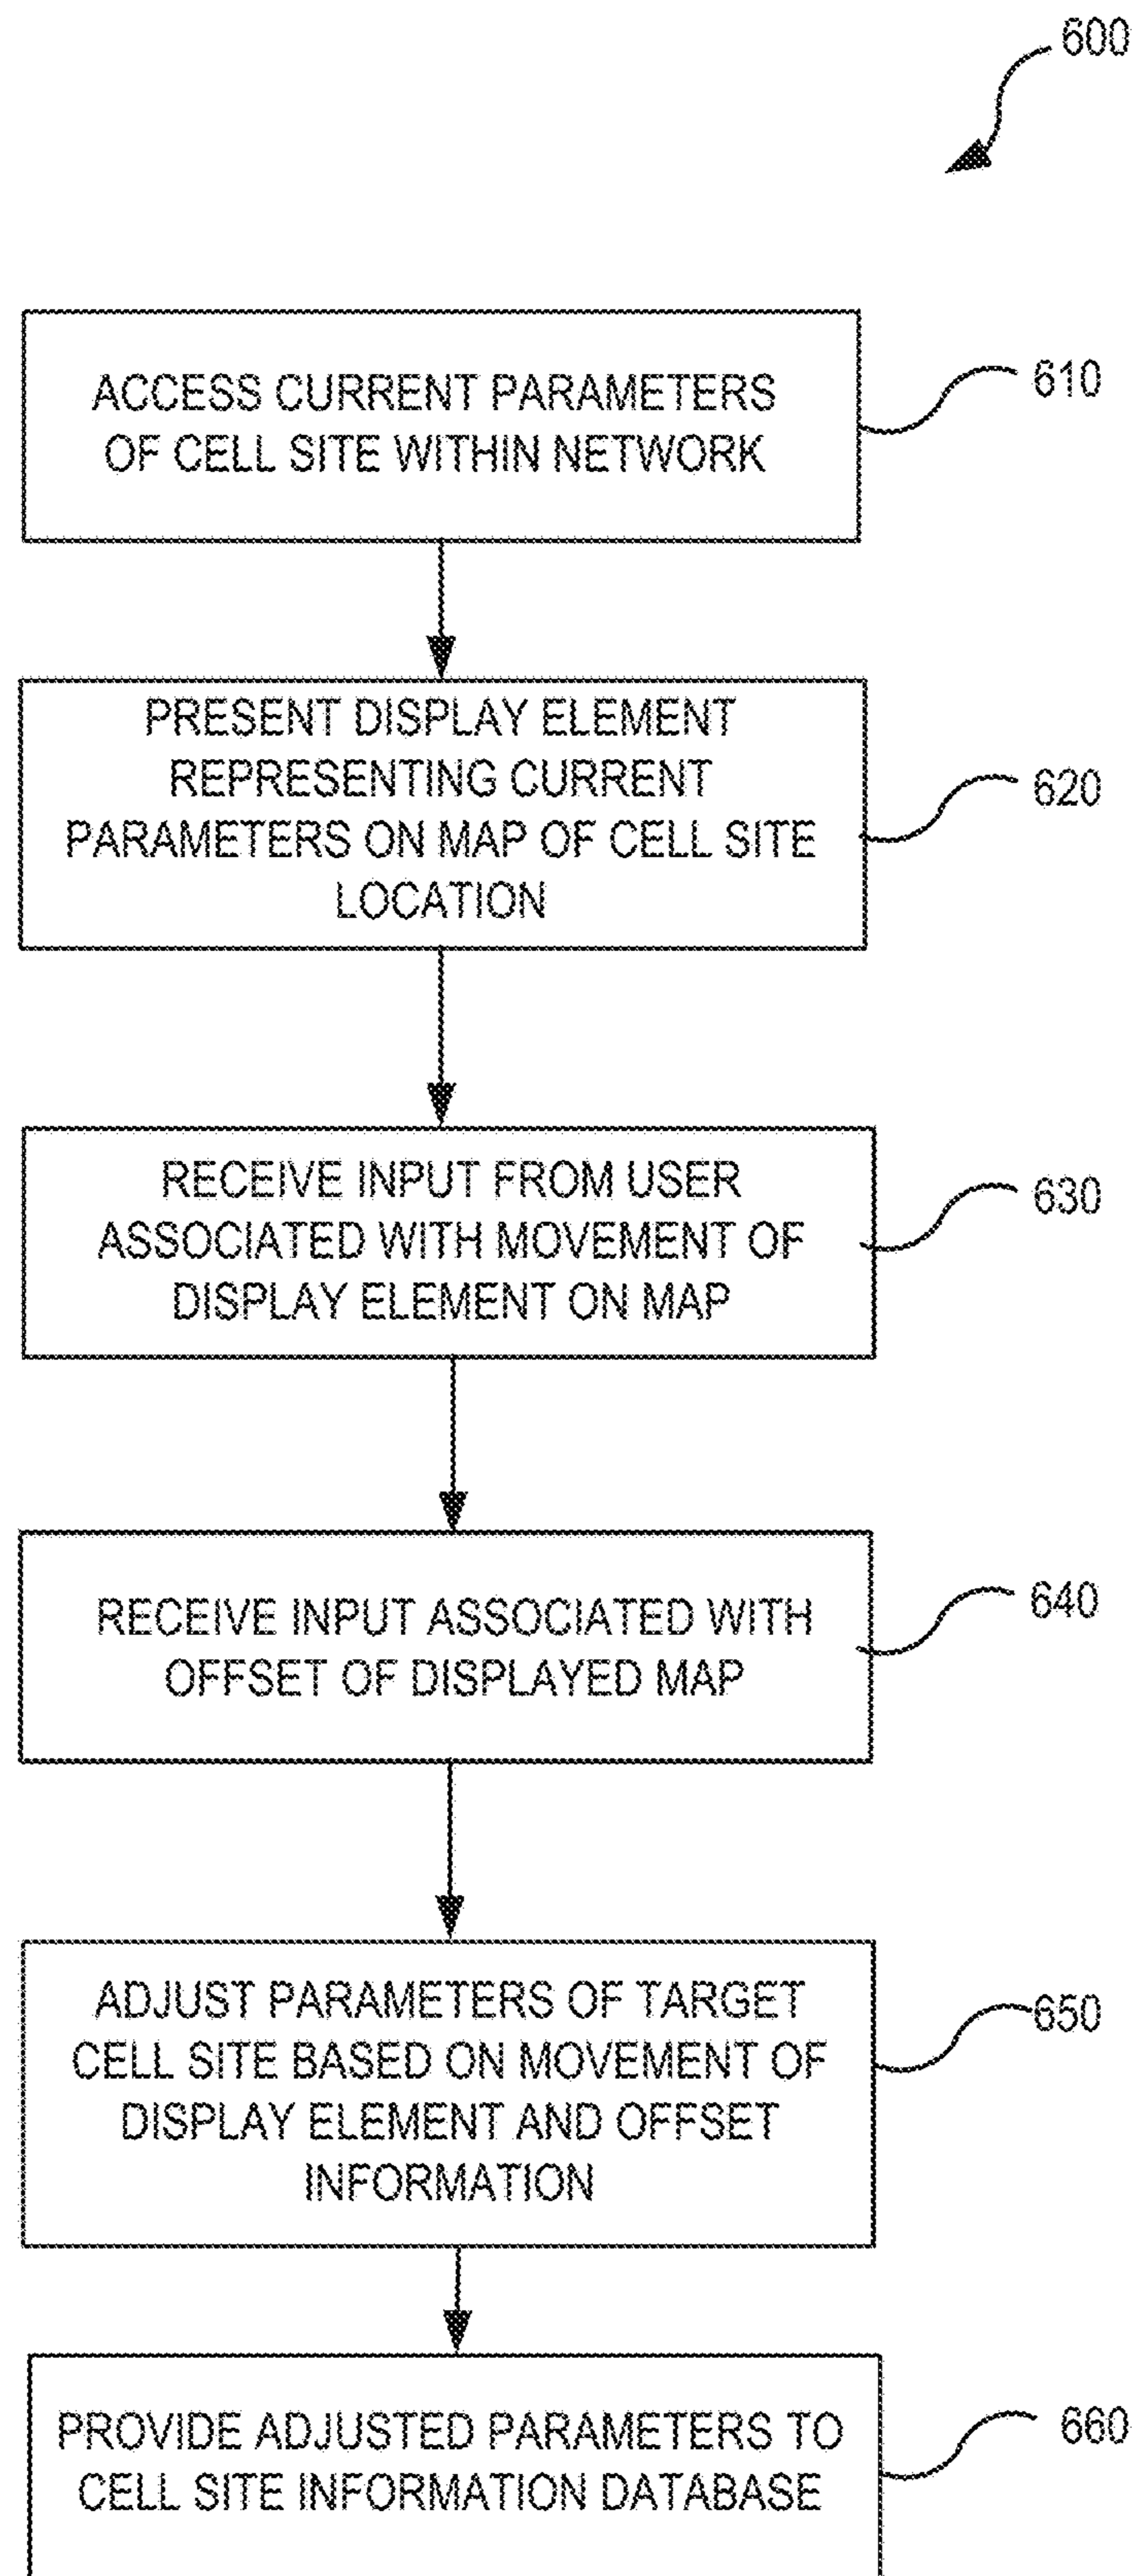 600
ACCESS CURRENT PARAMETERS
OF CELL SITE WITHIN NETWORK
610
PRESENT DISPLAY ELEMENT
REPRESENTING CURRENT
PARAMETERS ON MAP OF CELL SITE
LOCATION
620
RECEIVE INPUT FROM USER
ASSOCIATED WITH MOVEMENT OF
DISPLAY ELEMENT ON MAP
630
RECEIVE INPUT ASSOCIATED WITH
OFFSET OF DISPLAYED MAP
640
ADJUST PARAMETERS OF TARGET
CELL SITE BASED ON MOVEMENT OF
DISPLAY ELEMENT AND OFFSET
INFORMATION
650
PROVIDE ADJUSTED PARAMETERS TO
CELL SITE INFORMATION DATABASE
660